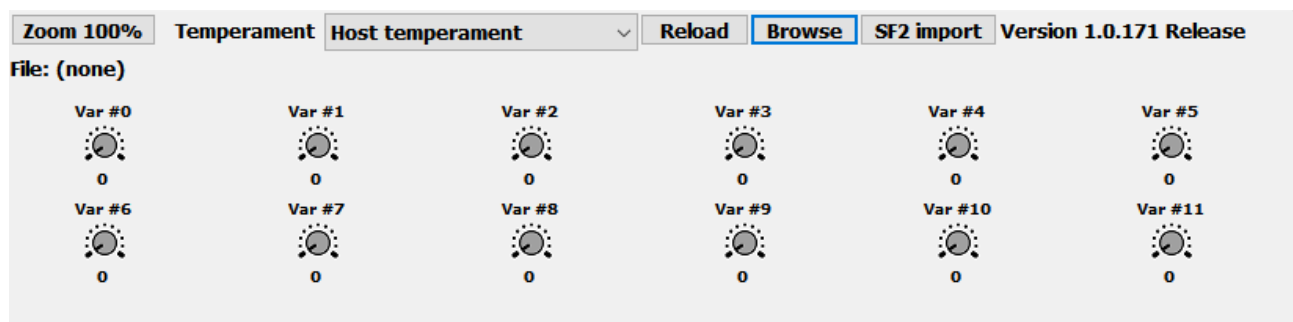 Zoom 100% Temperament Host temperament Reload Browse SF2 import Version 1.0.171 Release
File: (none)
Var #0 Var #1 Var #2 Var #3 Var #4 Var #5
0 0 0 0 0 0
Var #6 Var #7 Var #8 Var #9 Var #10 Var #11
0 0 0 0 0 0